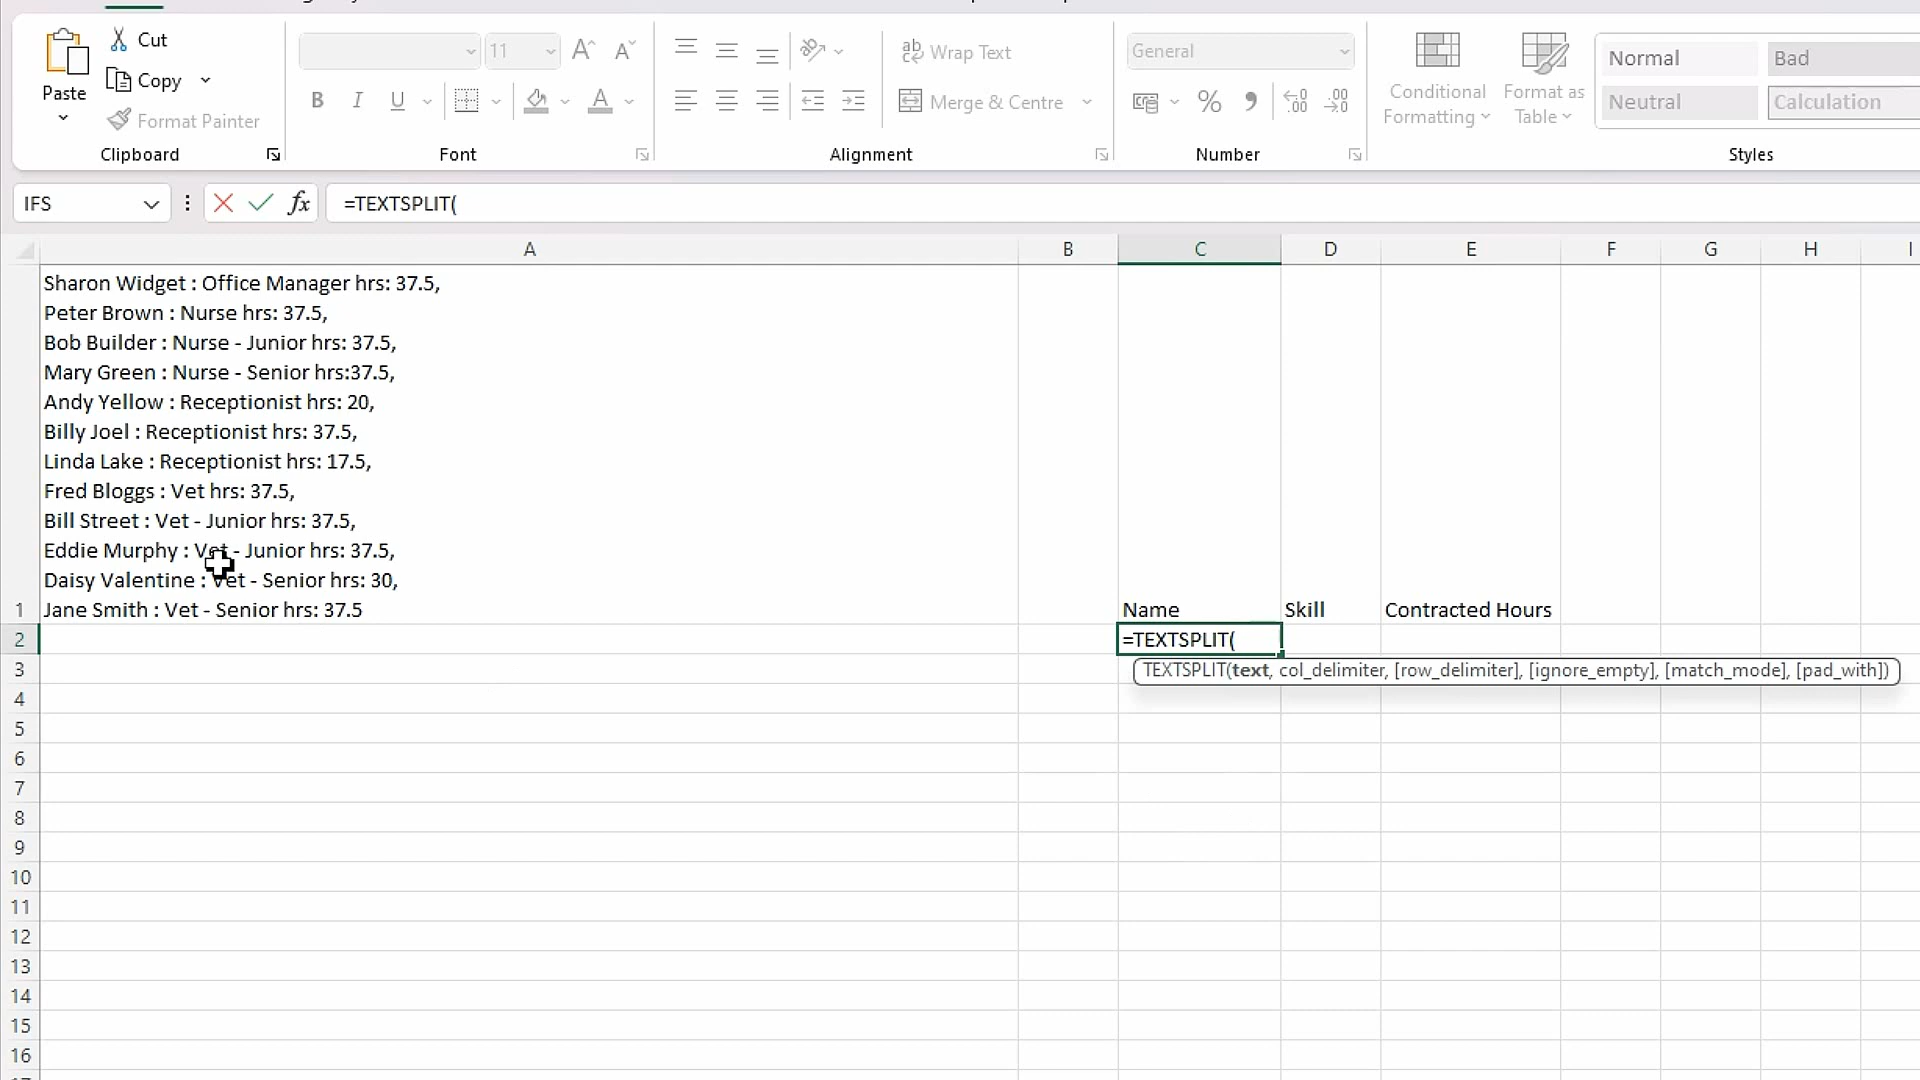 Cut
Copy
Paste
Format Painter
Clipboard
11
B I U
Font
Wrap Text
Merge & Centre
Alignment
General
Number
Conditional
Formatting
Format as
Table
Normal
Bad
Neutral
Calculation
Styles
IFS
fx
=TEXTSPLIT(
A B C D E F G H I
Sharon Widget : Office Manager hrs: 37.5,
Peter Brown : Nurse hrs: 37.5,
Bob Builder : Nurse - Junior hrs: 37.5,
Mary Green : Nurse - Senior hrs:37.5,
Andy Yellow : Receptionist hrs: 20,
Billy Joel : Receptionist hrs: 37.5,
Linda Lake : Receptionist hrs: 17.5,
Fred Bloggs : Vet hrs: 37.5,
Bill Street : Vet - Junior hrs: 37.5,
Eddie Murphy : Vet - Junior hrs: 37.5,
Daisy Valentine : Vet - Senior hrs: 30,
1 Jane Smith : Vet - Senior hrs: 37.5 Name Skill Contracted Hours
2 =TEXTSPLIT(
3 TEXTSPLIT(text, col_delimiter, [row_delimiter], [ignore_empty], [match_mode], [pad_with])
4
5
6
7
8
9
10
11
12
13
14
15
16